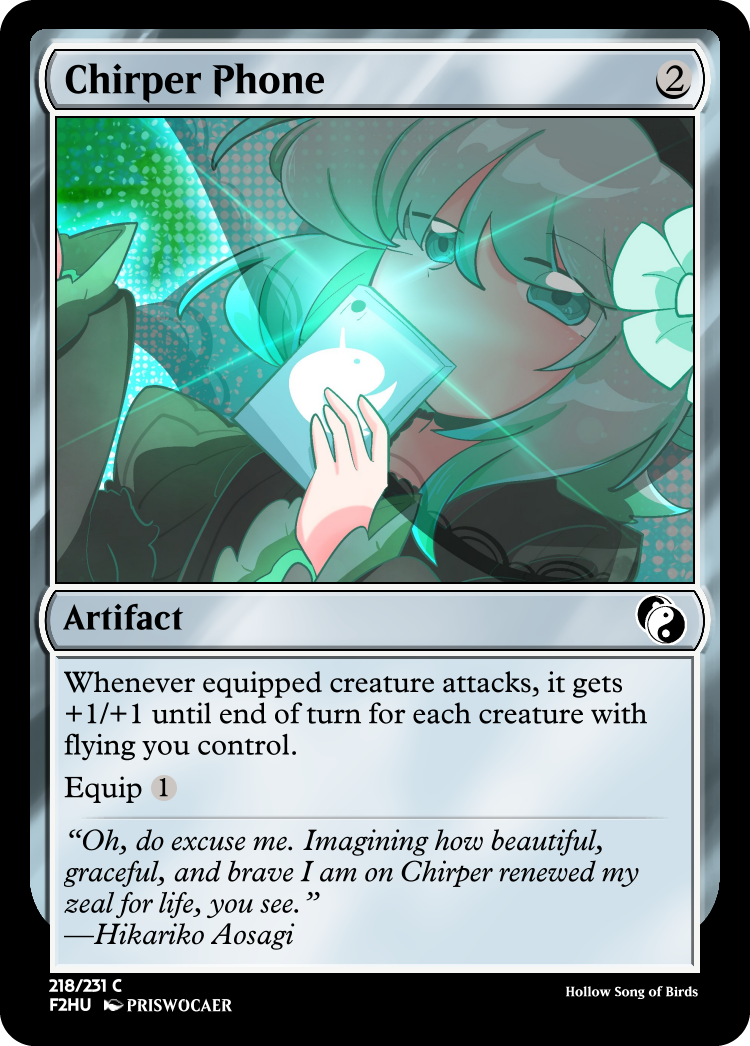 Chirper Phone
2
Artifact
Whenever equipped creature attacks, it gets
+1/+1 until end of turn for each creature with
flying you control.
Equip 1
“Oh, do excuse me. Imagining how beautiful,
graceful, and brave I am on Chirper renewed my
zeal for life, you see.”
—Hikariko Aosagi
218/231 C
F2HU PRISWOCAER
Hollow Song of Birds